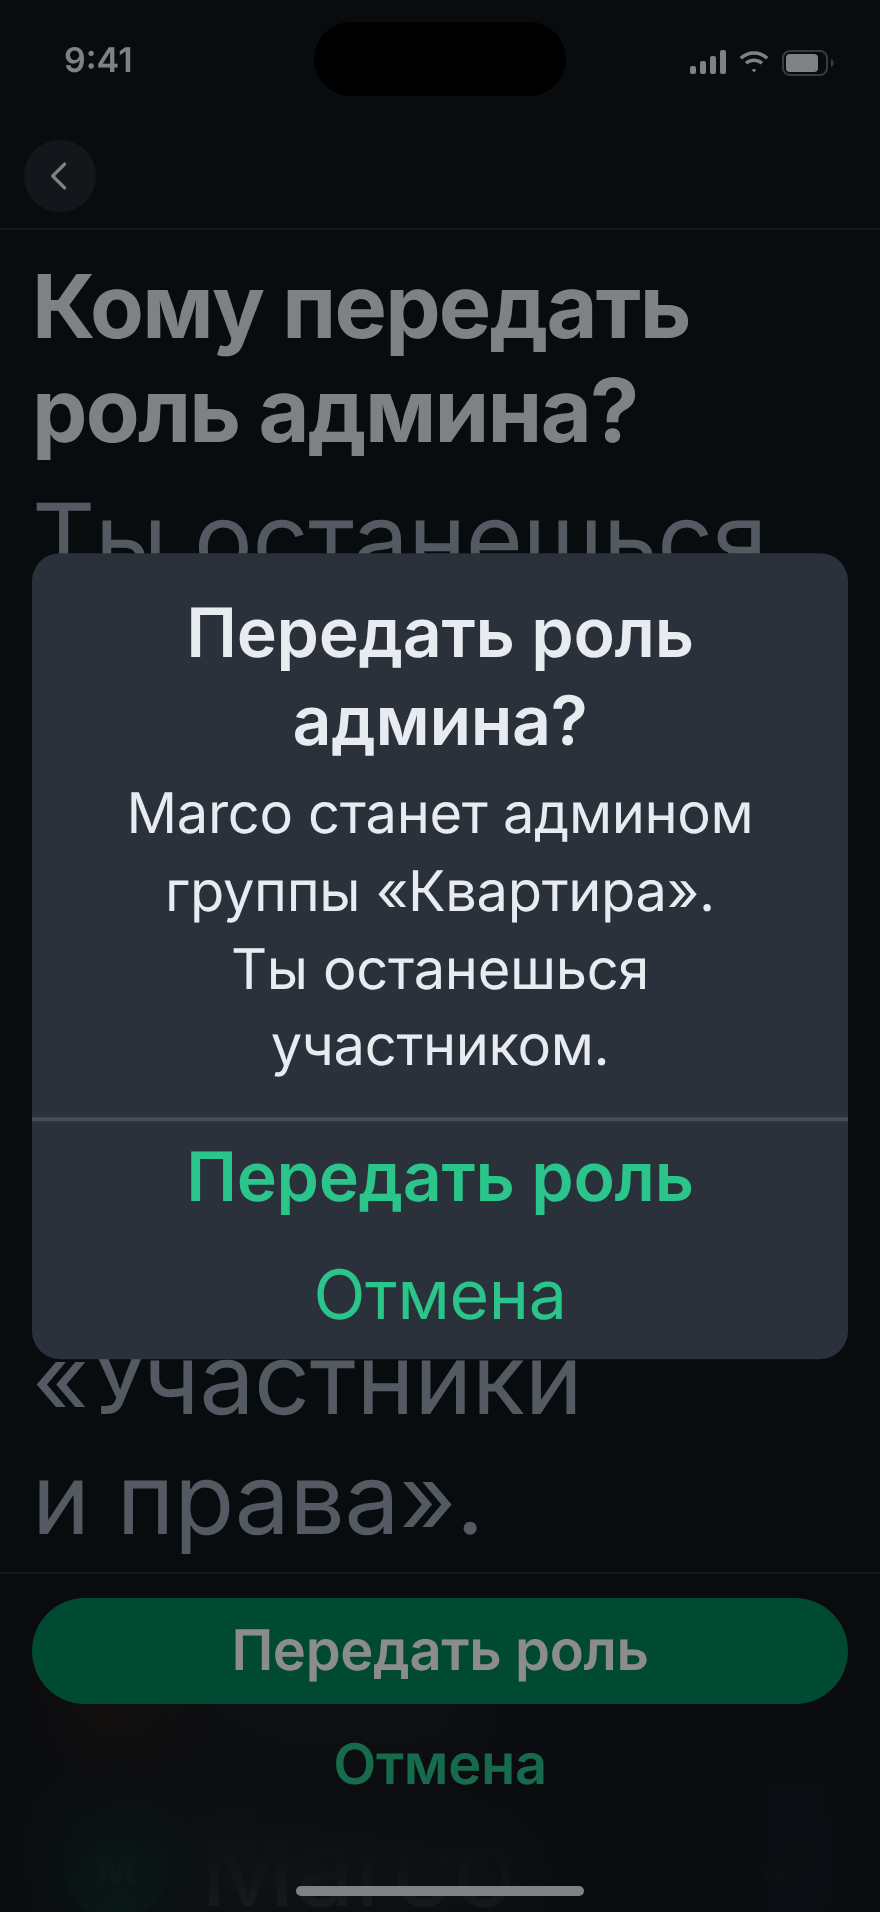 9:41
Кому передать
роль админа?
Ты останешься
Передать роль
админа?
Marco станет админом
группы «Квартира».
Ты останешься
участником.
Передать роль
Отмена
«Участники
и права».
Передать роль
Отмена
M
Marco